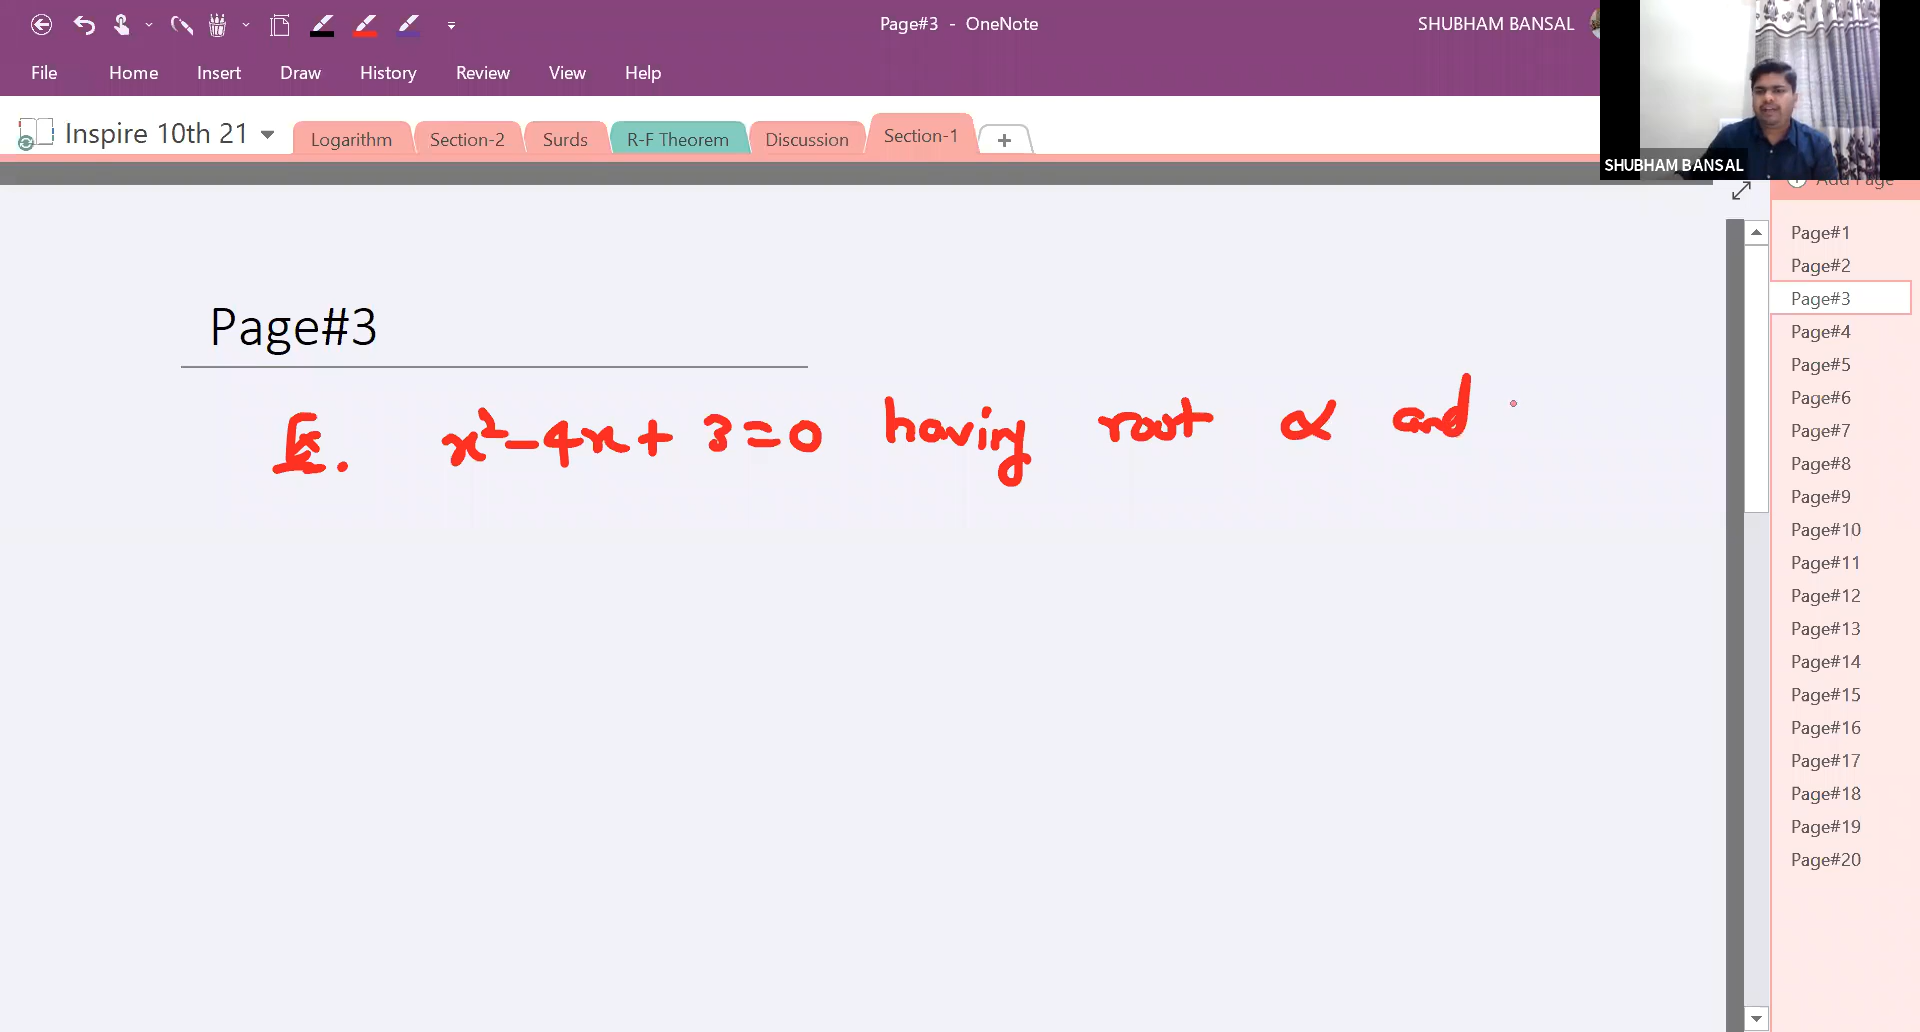 Page#3 - OneNote
SHUBHAM BANSAL
File Home Insert Draw History Review View Help
Inspire 10th 21
Logarithm Section-2 Surds R-F Theorem Discussion Section-1
SHUBHAM BANSAL
Add Page
Page#3
Ex. x²-4x+3=0 having root α and
Page#1
Page#2
Page#3
Page#4
Page#5
Page#6
Page#7
Page#8
Page#9
Page#10
Page#11
Page#12
Page#13
Page#14
Page#15
Page#16
Page#17
Page#18
Page#19
Page#20